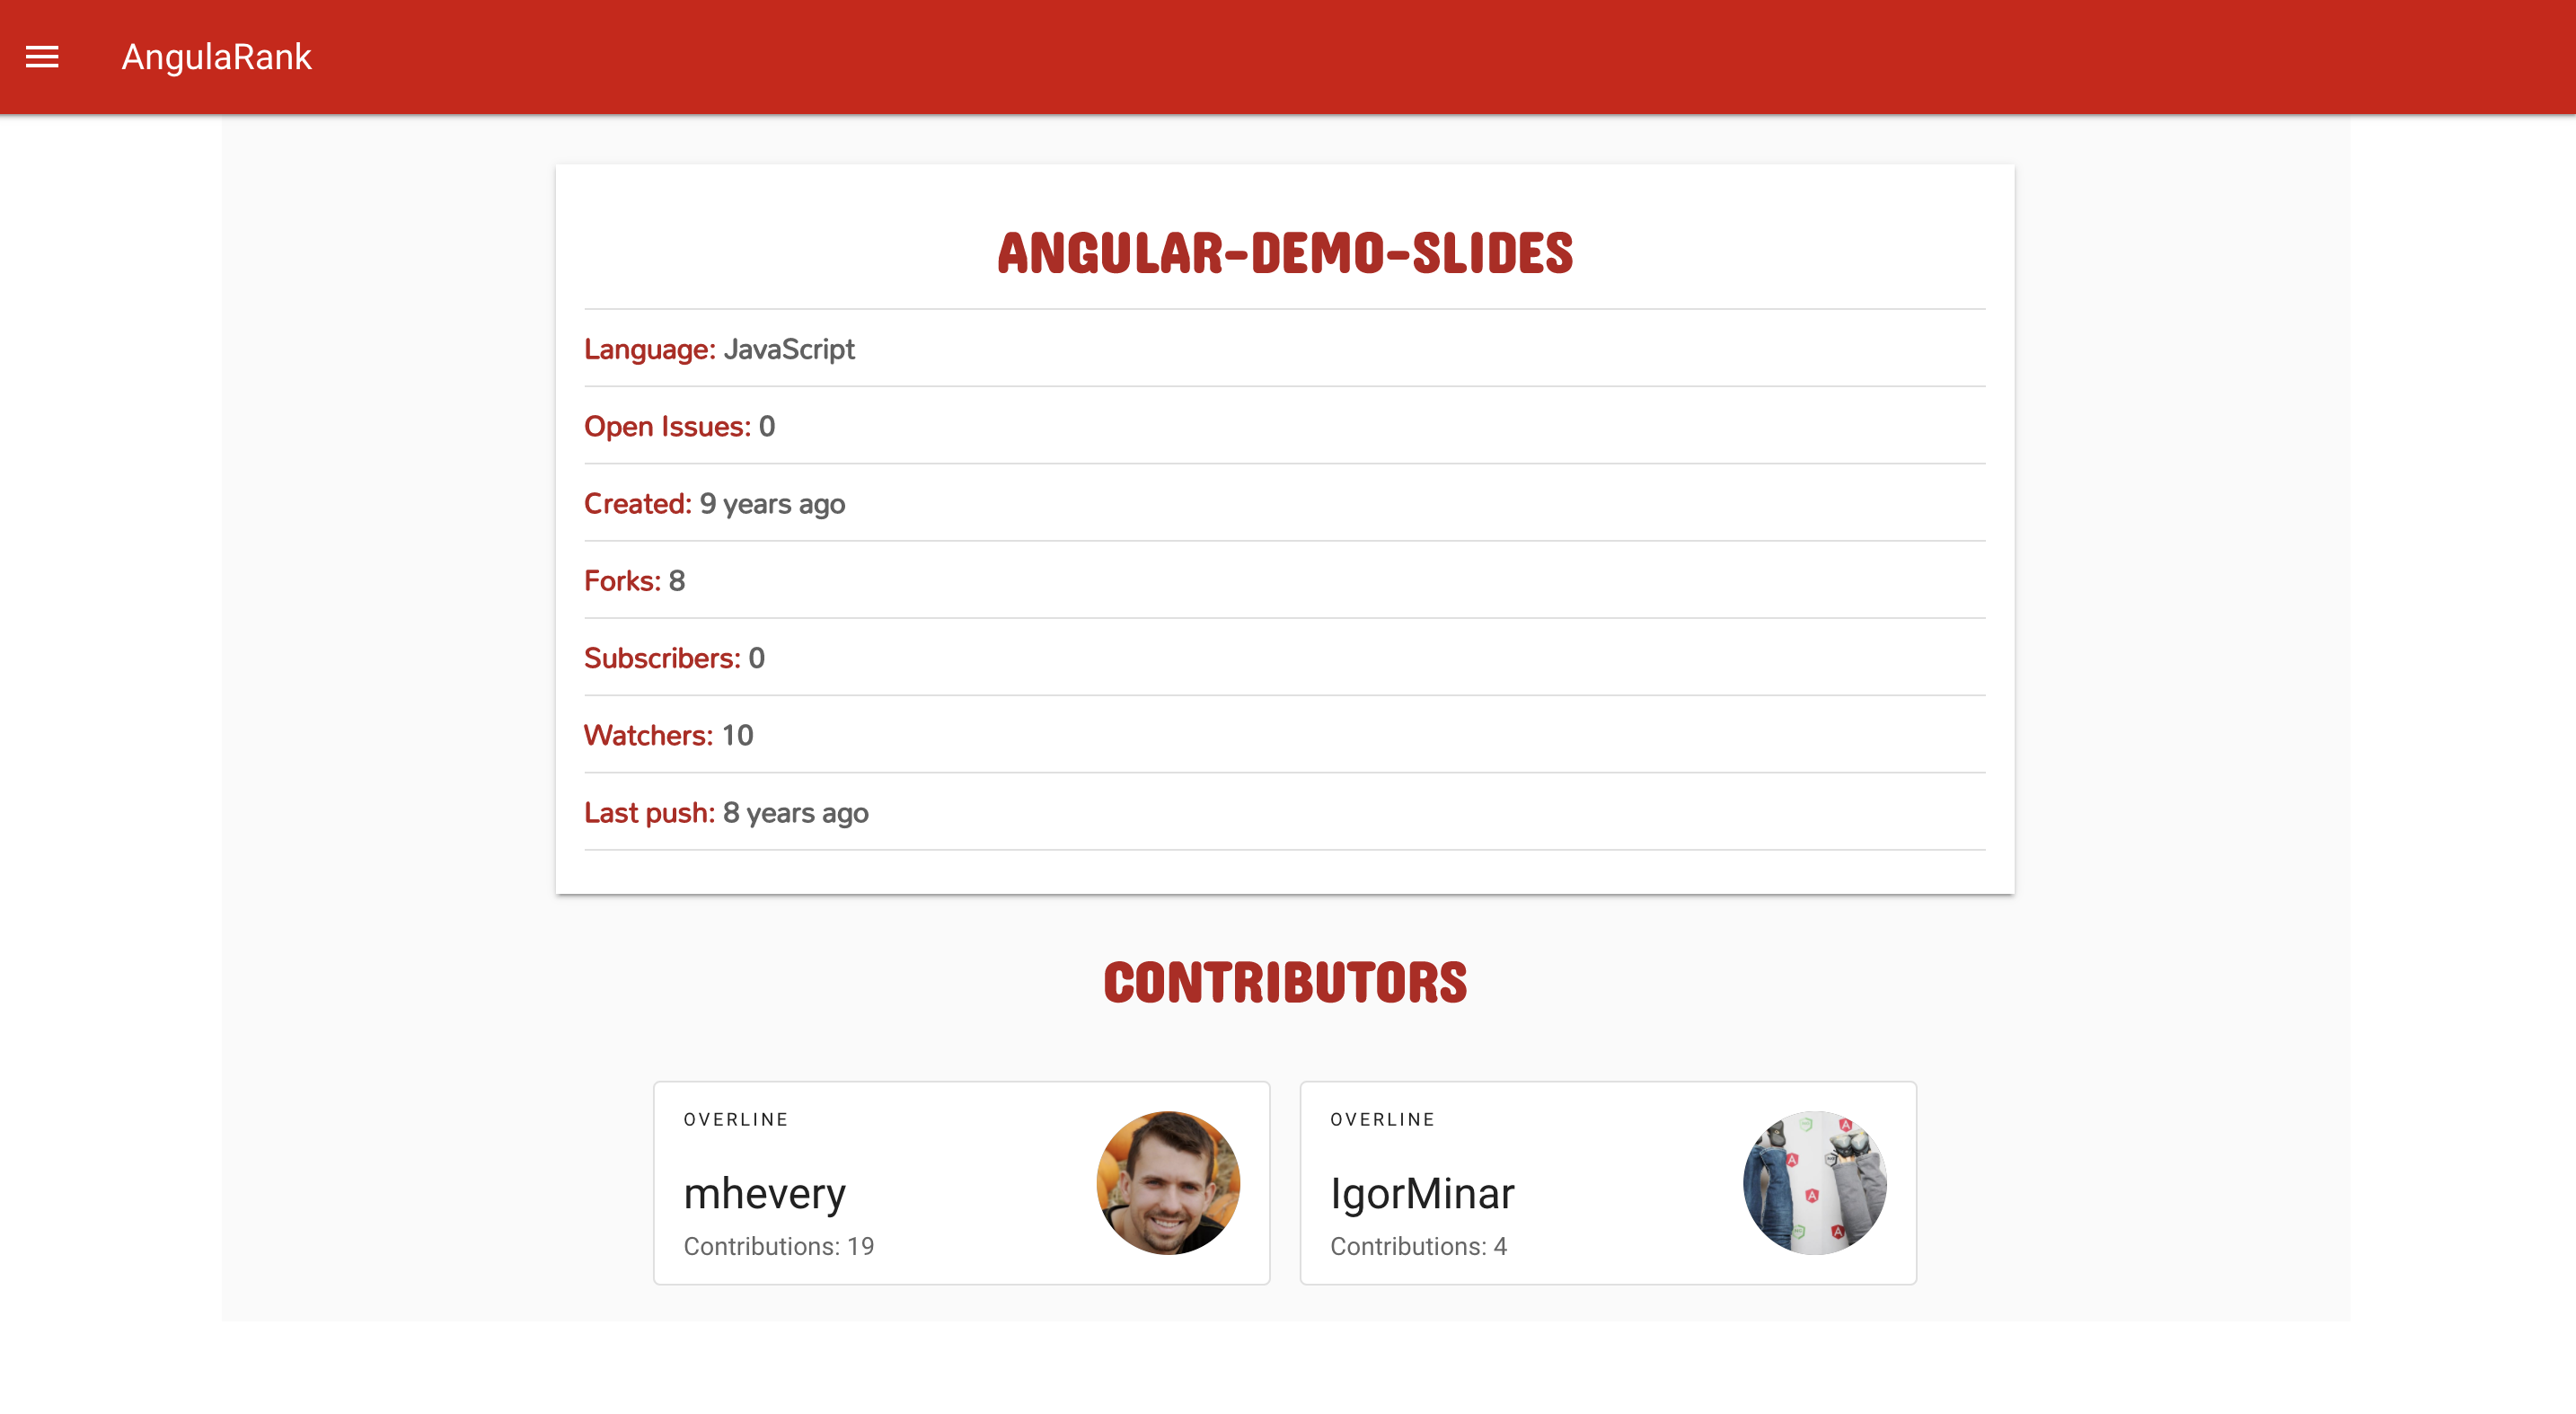 AngulaRank
ANGULAR-DEMO-SLIDES
Language: JavaScript
Open Issues: 0
Created: 9 years ago
Forks: 8
Subscribers: 0
Watchers: 10
Last push: 8 years ago
CONTRIBUTORS
OVERLINE
mhevery
Contributions: 19
OVERLINE
IgorMinar
Contributions: 4